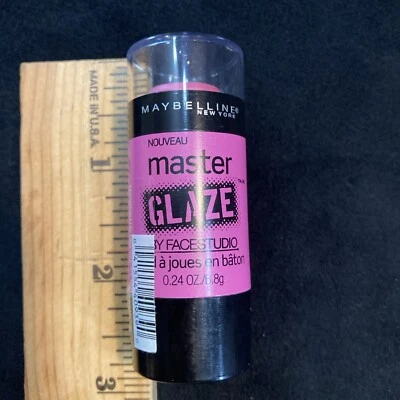 MADE IN U.S.A.
1
2
3
MAYBELLINE®
NEW YORK
NOUVEAU
master
GLAZE
BY FACESTUDIO
à joues en bâton
0.24 OZ./6.8g